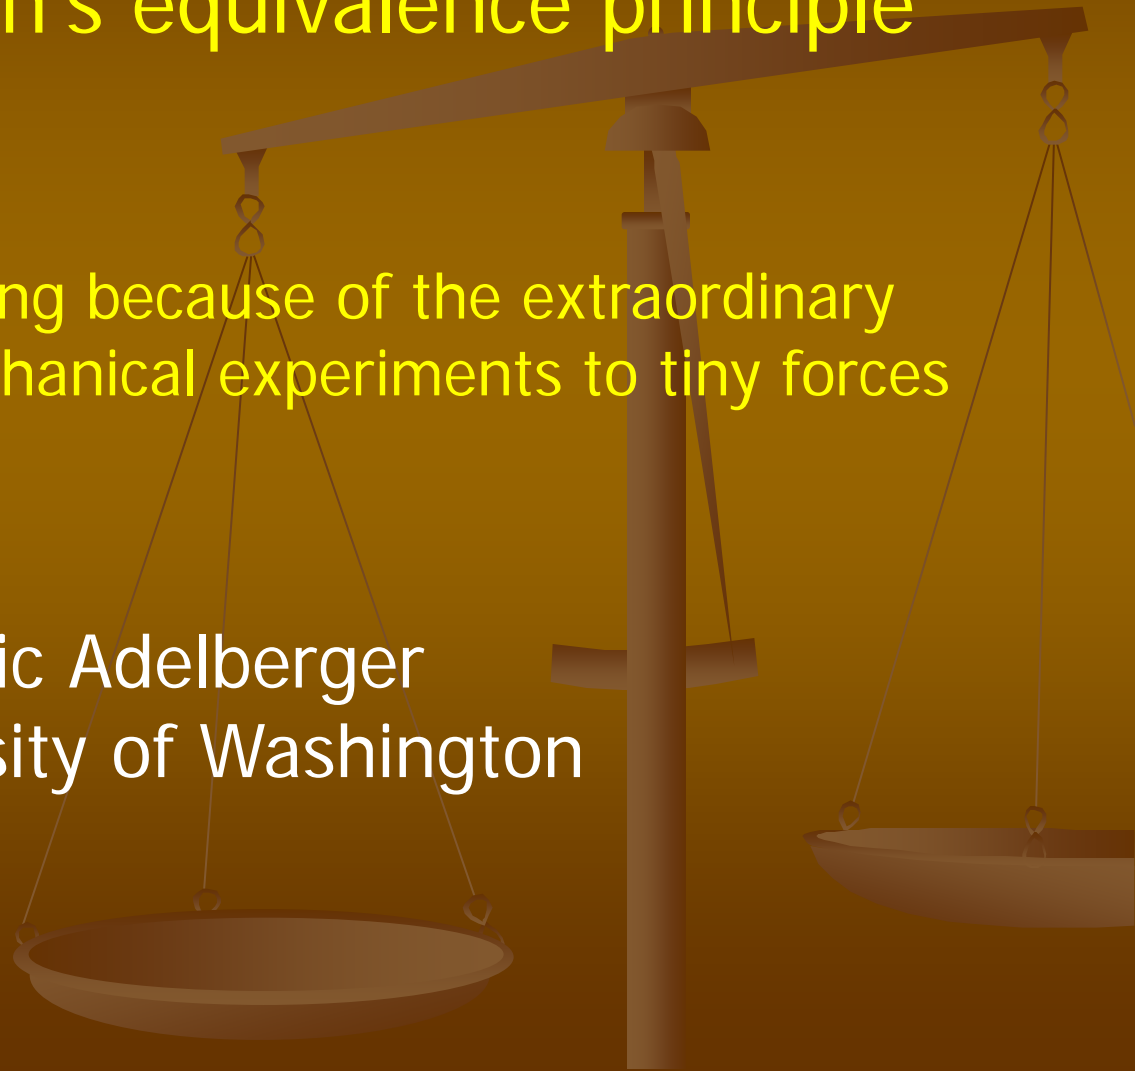 n's equivalence principle
ng because of the extraordinary
hanical experiments to tiny forces
ic Adelberger
sity of Washington